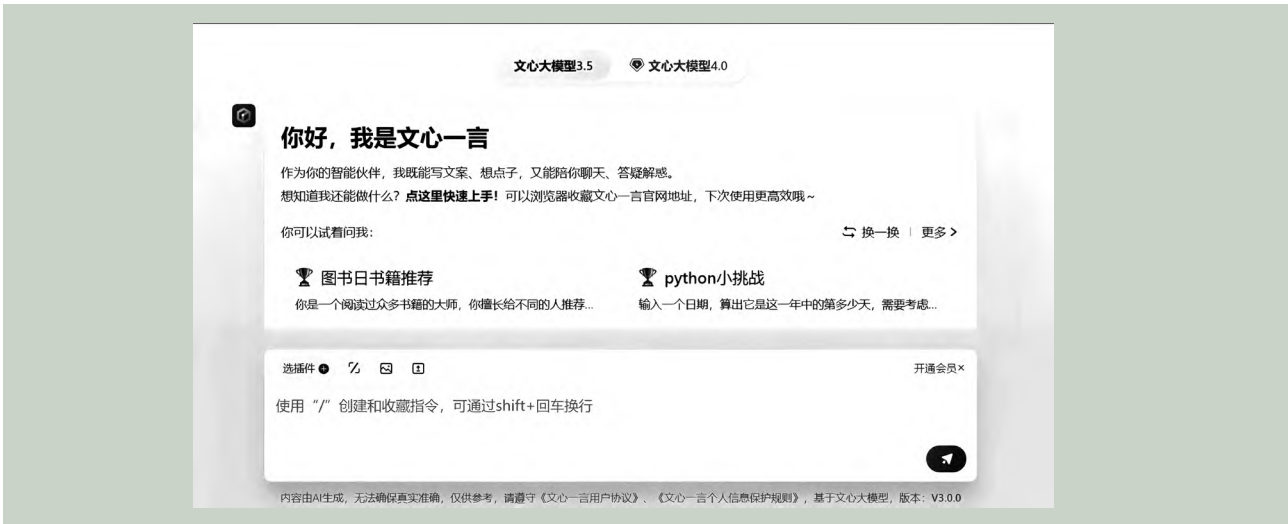 文心大模型3.5 文心大模型4.0
你好，我是文心一言
作为你的智能伙伴，我既能写文案、想点子，又能陪你聊天、答疑解惑。
想知道我还能做什么？点这里快速上手！可以浏览器收藏文心一言官网地址，下次使用更高效哦~
你可以试着问我：
换一换 | 更多 >
图书日书籍推荐
你是一个阅读过众多书籍的大师，你擅长给不同的人推荐...
python小挑战
输入一个日期，算出它是这一年中的第多少天，需要考虑...
选插件
开通会员×
使用“/”创建和收藏指令，可通过shift+回车换行
内容由AI生成，无法确保真实准确，仅供参考，请遵守《文心一言用户协议》、《文心一言个人信息保护规则》，基于文心大模型，版本：V3.0.0